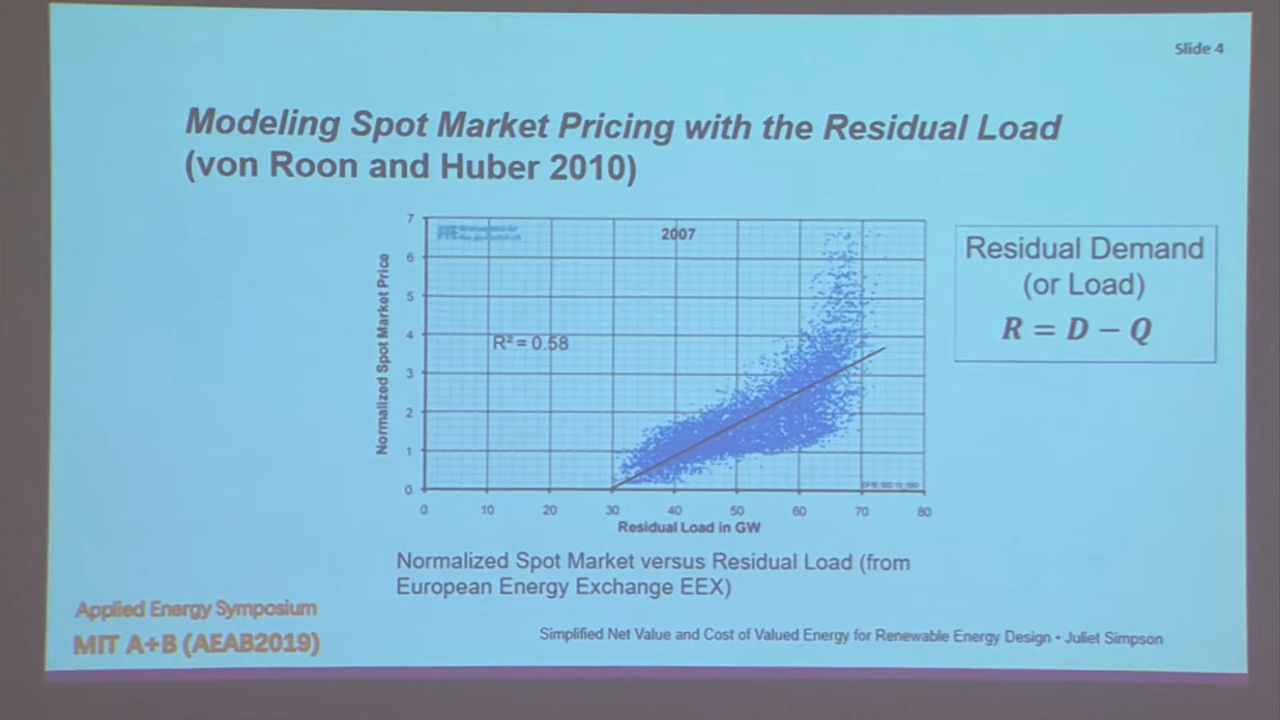 Slide 4
Modeling Spot Market Pricing with the Residual Load
(von Roon and Huber 2010)
7
6
5
4
3
2
1
0
Normalized Spot Market Price
2007
R² = 0.58
0 10 20 30 40 50 60 70 80
Residual Load in GW
Residual Demand
(or Load)
R = D − Q
Normalized Spot Market versus Residual Load (from
European Energy Exchange EEX)
Applied Energy Symposium
MIT A+B (AEAB2019)
Simplified Net Value and Cost of Valued Energy for Renewable Energy Design • Juliet Simpson